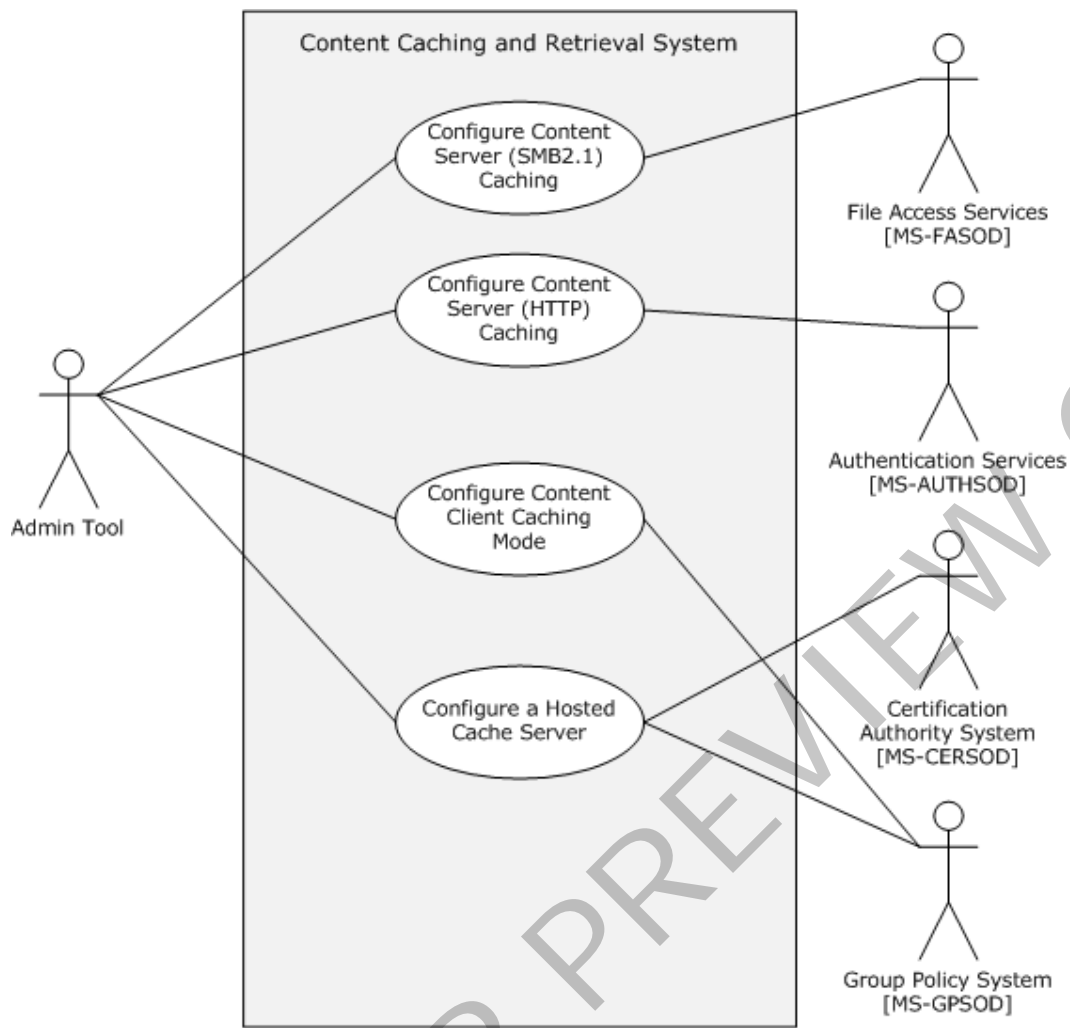 Content Caching and Retrieval System
Configure Content
Server (SMB2.1)
Caching
File Access Services
[MS-FASOD]
Configure Content
Server (HTTP)
Caching
Authentication Services
[MS-AUTHSOD]
Admin Tool
Configure Content
Client Caching
Mode
Configure a Hosted
Cache Server
Certification
Authority System
[MS-CERSOD]
Group Policy System
[MS-GPSOD]
PREVIEW